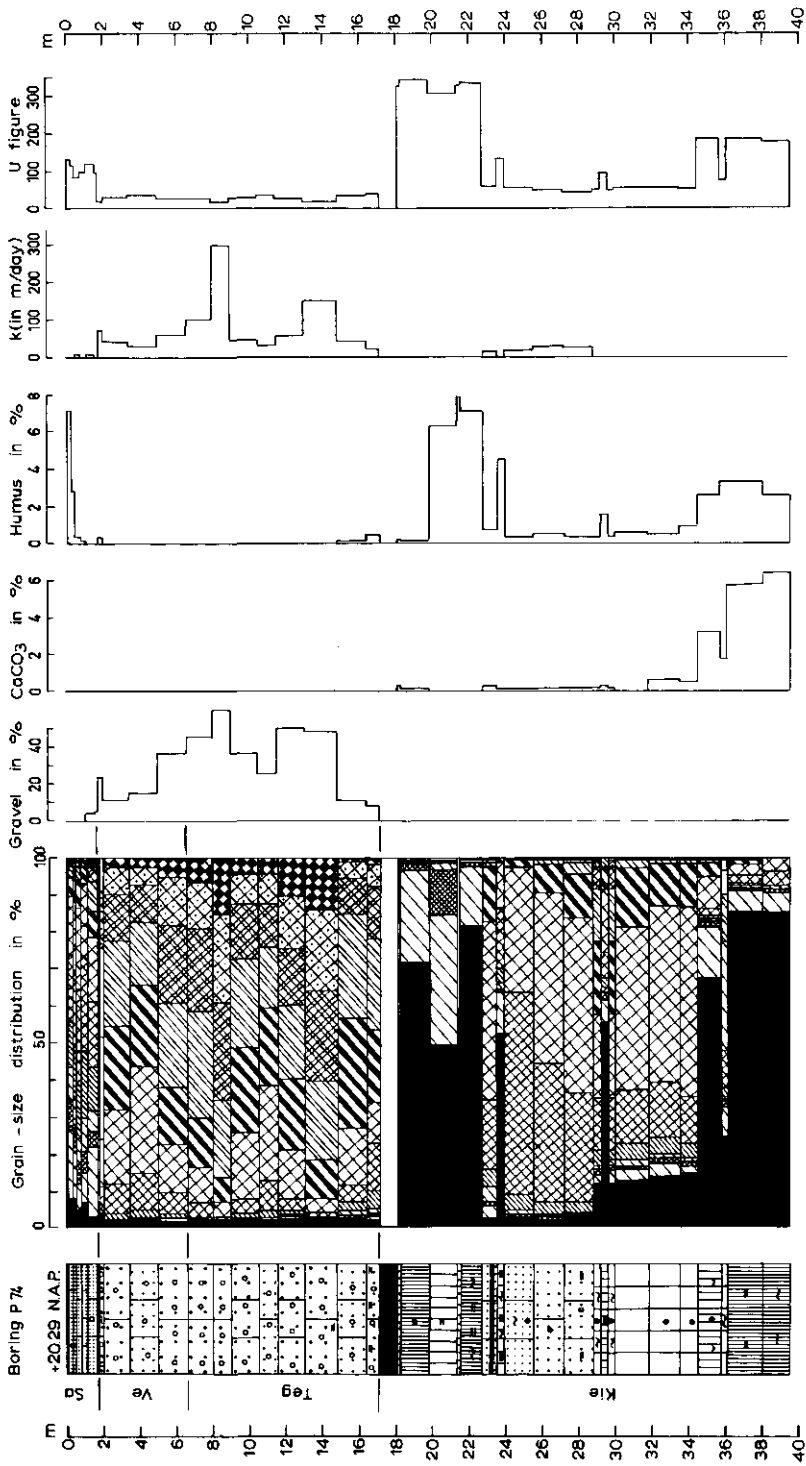 Boring P74
+20.29 N.A.P.
Grain-size distribution in %
0 50 100
Gravel in %
0 20 40
CaCO3 in %
0 2 4 6
Humus in %
0 2 4 6 8
k(in m/day)
0 100 200 300
U figure
0 100 200 300
m
0 2 4 6 8 10 12 14 16 18 20 22 24 26 28 30 32 34 36 38 40
Sa
Ve
Teg
Kie
m
0 2 4 6 8 10 12 14 16 18 20 22 24 26 28 30 32 34 36 38 40